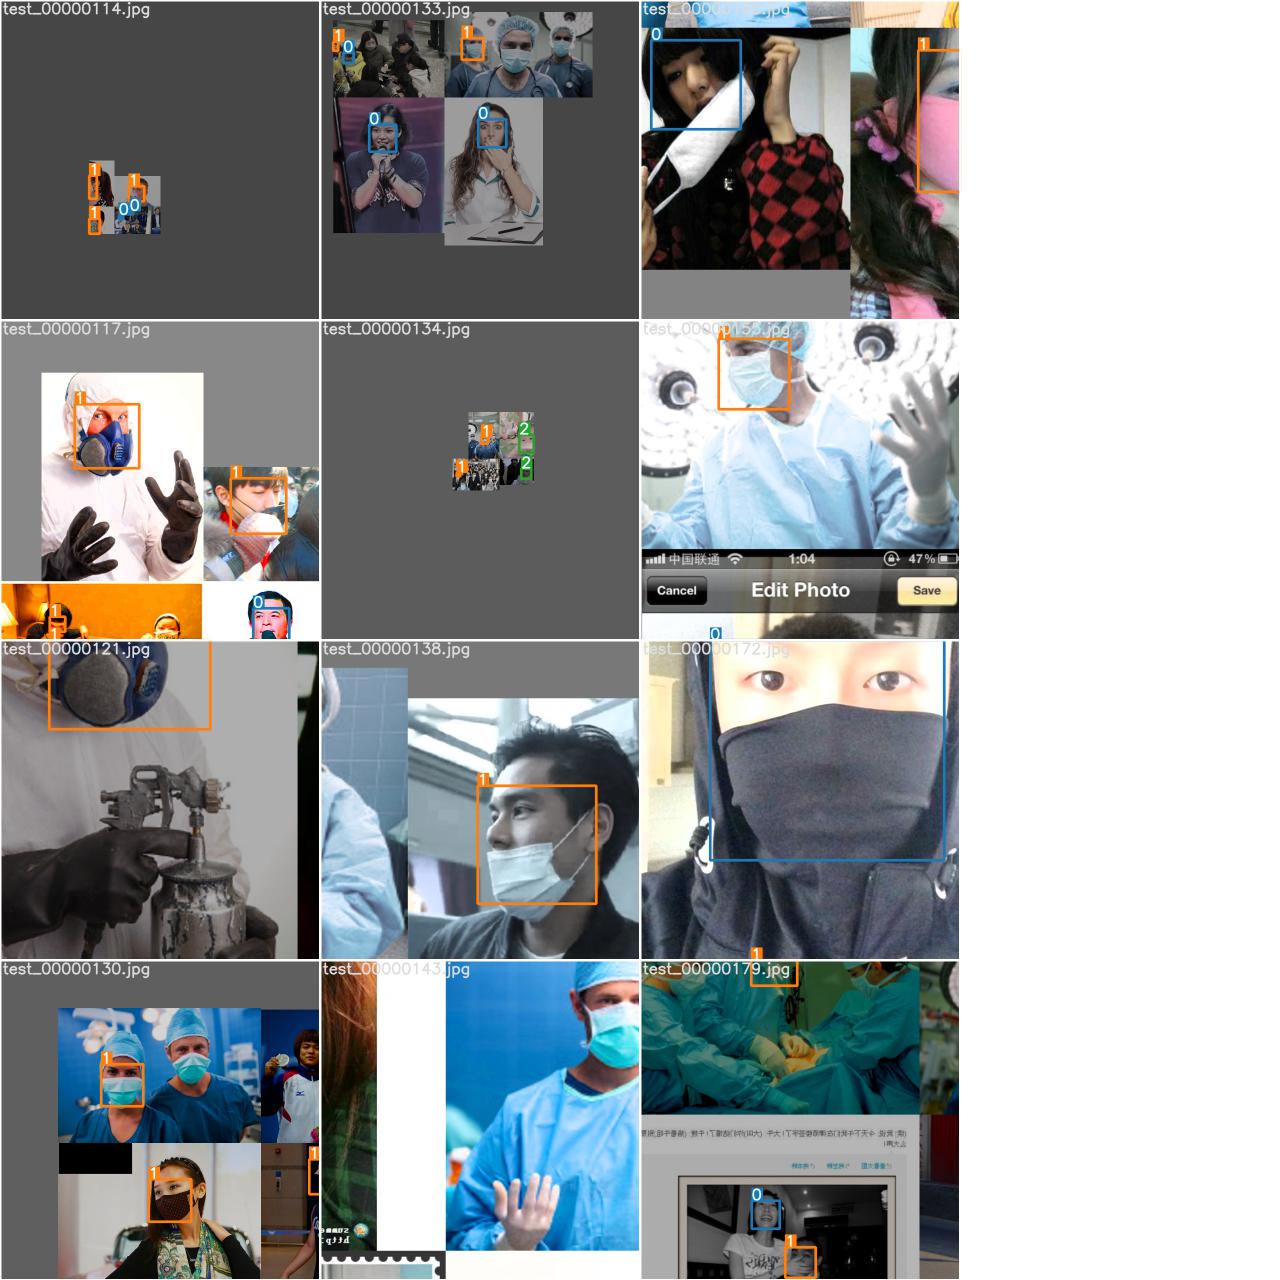 test_00000114.jpg
test_00000133.jpg
1
1
0
1
0
1
1
1
0
0
1
0
0
test_00000117.jpg
test_00000134.jpg
test_00000155.jpg
1
1
1
1
0
1
1
2
2
中国联通
1:04
47%
Cancel
Edit Photo
Save
0
test_00000121.jpg
test_00000138.jpg
test_00000172.jpg
1
1
test_00000130.jpg
test_00000143.jpg
test_00000179.jpg
1
1
1
0
1